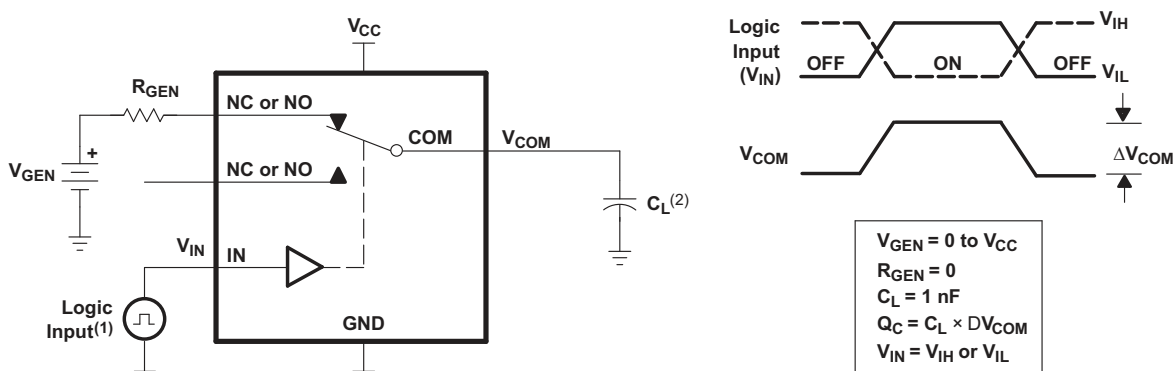 V_CC
R_GEN
NC or NO
COM
V_COM
V_GEN
+
NC or NO
C_L(2)
V_IN
IN
Logic
Input(1)
GND
Logic
Input
(V_IN)
OFF
ON
OFF
V_IH
V_IL
V_COM
ΔV_COM
V_GEN = 0 to V_CC
R_GEN = 0
C_L = 1 nF
Q_C = C_L × DV_COM
V_IN = V_IH or V_IL